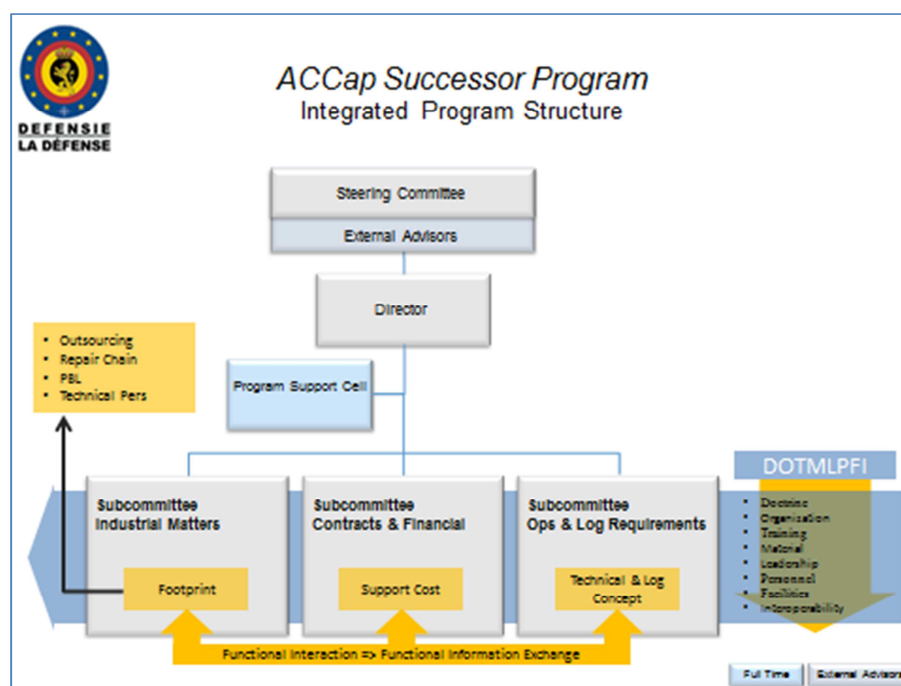 DEFENSIE
LA DÉFENSE
ACCap Successor Program
Integrated Program Structure
Steering Committee
External Advisors
Director
Program Support Cell
• Outsourcing
• Repair Chain
• PBL
• Technical Pers
DOTMLPFI
Subcommittee
Industrial Matters
Footprint
Subcommittee
Contracts & Financial
Support Cost
Subcommittee
Ops & Log Requirements
Technical & Log
Concept
• Doctrine
• Organization
• Training
• Material
• Leadership
• Personnel
• Facilities
• Interoperability
Functional Interaction => Functional Information Exchange
Full Time
External Advisors